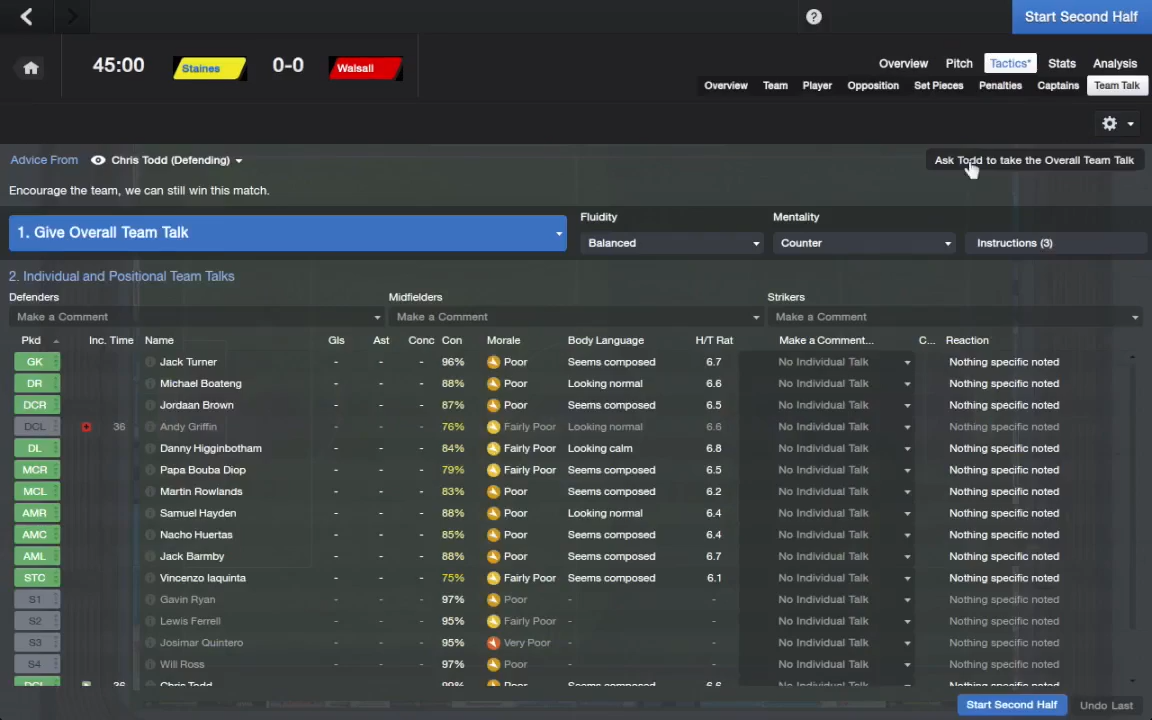 Start Second Half
45:00 Staines 0-0 Walsall
Overview Pitch Tactics* Stats Analysis
Overview Team Player Opposition Set Pieces Penalties Captains Team Talk
Advice From Chris Todd (Defending) Ask Todd to take the Overall Team Talk
Encourage the team, we can still win this match.
Fluidity Mentality
1. Give Overall Team Talk Balanced Counter Instructions (3)
2. Individual and Positional Team Talks
Defenders Midfielders Strikers
Make a Comment Make a Comment Make a Comment
Pkd Inc. Time Name Gls Ast Conc Con Morale Body Language H/T Rat Make a Comment... C... Reaction
GK Jack Turner - - - 96% Poor Seems composed 6.7 No Individual Talk Nothing specific noted
DR Michael Boateng - - - 88% Poor Looking normal 6.6 No Individual Talk Nothing specific noted
DCR Jordaan Brown - - - 87% Poor Seems composed 6.5 No Individual Talk Nothing specific noted
DCL 36 Andy Griffin - - - 76% Fairly Poor Looking normal 6.6 No Individual Talk Nothing specific noted
DL Danny Higginbotham - - - 84% Fairly Poor Looking calm 6.8 No Individual Talk Nothing specific noted
MCR Papa Bouba Diop - - - 79% Fairly Poor Seems composed 6.5 No Individual Talk Nothing specific noted
MCL Martin Rowlands - - - 83% Poor Seems composed 6.2 No Individual Talk Nothing specific noted
AMR Samuel Hayden - - - 88% Poor Looking normal 6.4 No Individual Talk Nothing specific noted
AMC Nacho Huertas - - - 85% Poor Seems composed 6.4 No Individual Talk Nothing specific noted
AML Jack Barmby - - - 88% Poor Seems composed 6.7 No Individual Talk Nothing specific noted
STC Vincenzo Iaquinta - - - 75% Fairly Poor Seems composed 6.1 No Individual Talk Nothing specific noted
S1 Gavin Ryan - - - 97% Poor - - No Individual Talk Nothing specific noted
S2 Lewis Ferrell - - - 95% Fairly Poor - - No Individual Talk Nothing specific noted
S3 Josimar Quintero - - - 95% Very Poor - - No Individual Talk Nothing specific noted
S4 Will Ross - - - 97% Poor - - No Individual Talk Nothing specific noted
DCL 36 Chris Todd - - - 99% Poor Seems composed 6.6 No Individual Talk Nothing specific noted
Start Second Half Undo Last